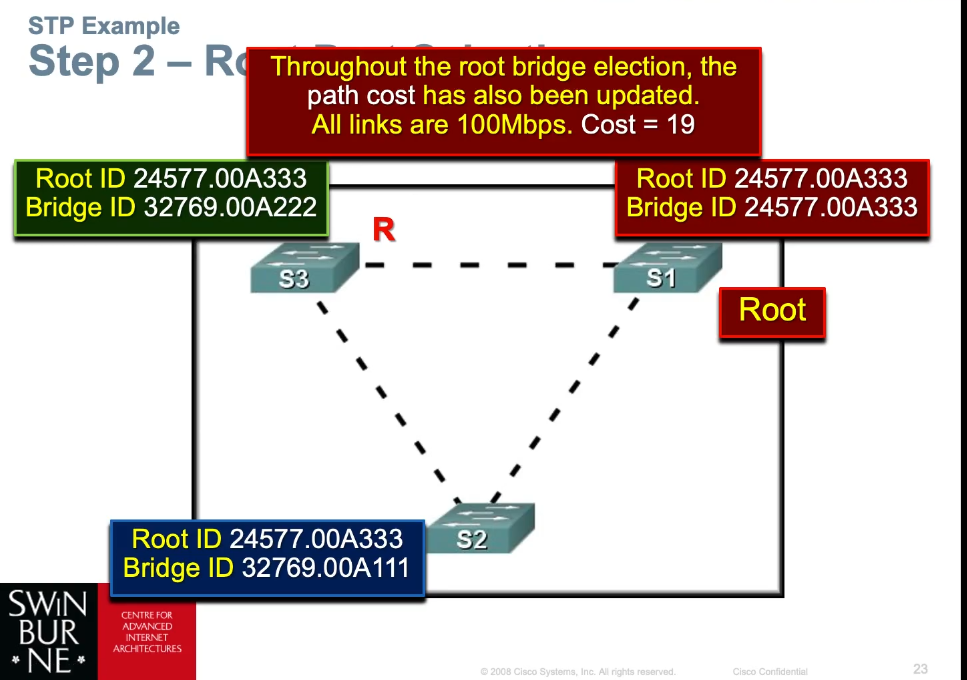 STP Example
Step 2 –
Throughout the root bridge election, the
path cost has also been updated.
All links are 100Mbps. Cost = 19
Root ID 24577.00A333
Bridge ID 32769.00A222
Root ID 24577.00A333
Bridge ID 24577.00A333
R
S3
S1
Root
S2
Root ID 24577.00A333
Bridge ID 32769.00A111
SWIN
BUR
* NE *
CENTRE FOR
ADVANCED
INTERNET
ARCHITECTURES
© 2008 Cisco Systems, Inc. All rights reserved.
Cisco Confidential
23